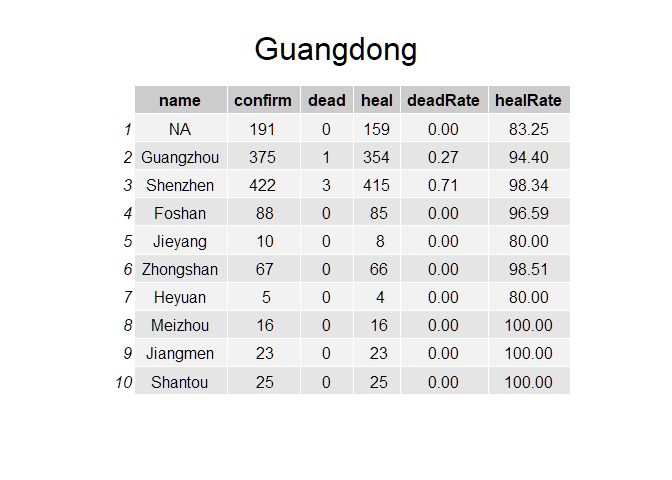 Guangdong
name confirm dead heal deadRate healRate
1 NA 191 0 159 0.00 83.25
2 Guangzhou 375 1 354 0.27 94.40
3 Shenzhen 422 3 415 0.71 98.34
4 Foshan 88 0 85 0.00 96.59
5 Jieyang 10 0 8 0.00 80.00
6 Zhongshan 67 0 66 0.00 98.51
7 Heyuan 5 0 4 0.00 80.00
8 Meizhou 16 0 16 0.00 100.00
9 Jiangmen 23 0 23 0.00 100.00
10 Shantou 25 0 25 0.00 100.00